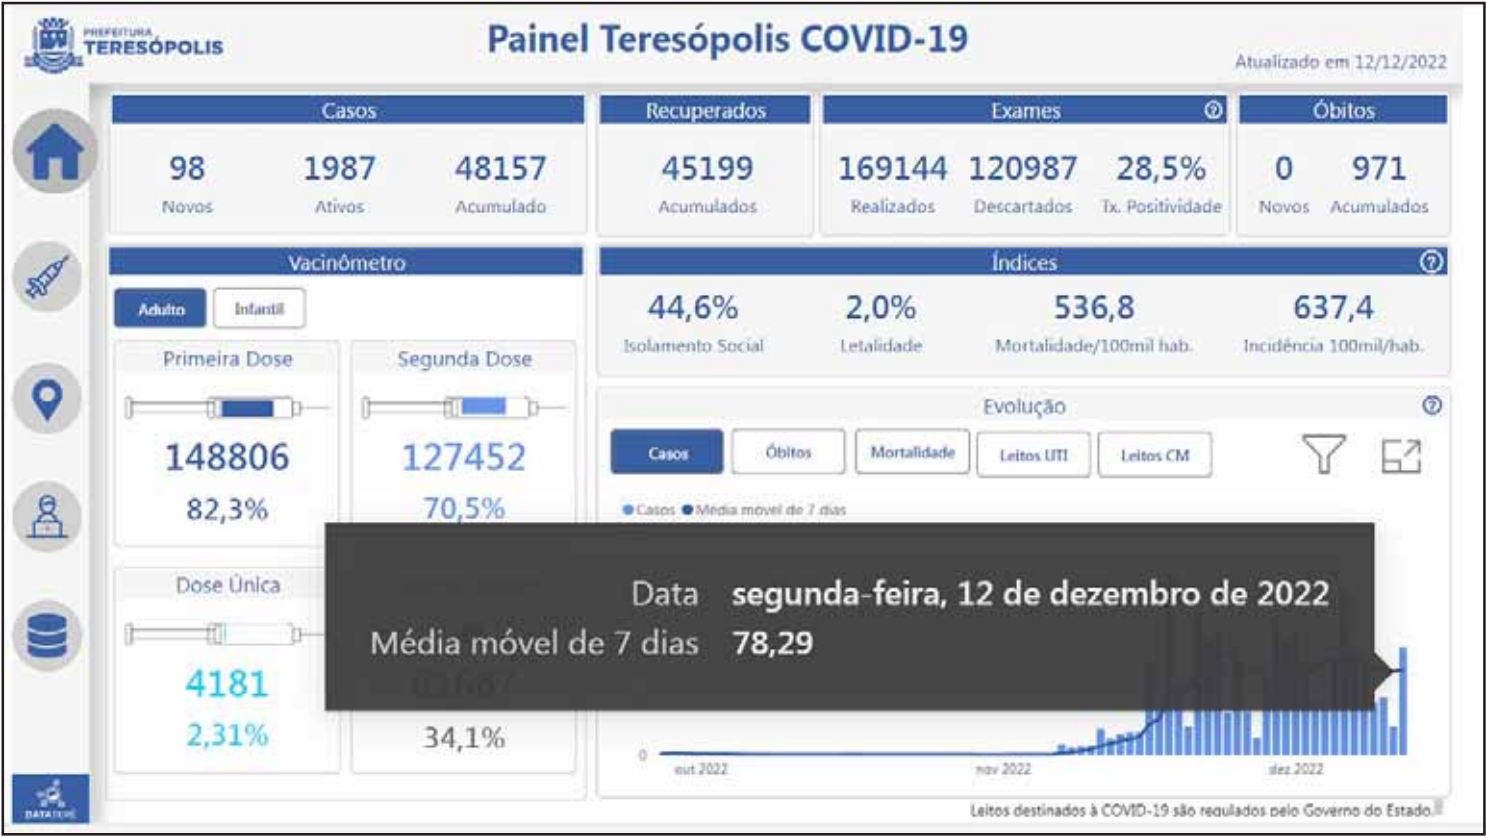 PREFEITURA
TERESÓPOLIS
Painel Teresópolis COVID-19
Atualizado em 12/12/2022
Casos
98 1987 48157
Novos Ativos Acumulado
Recuperados
45199
Acumulados
Exames
169144 120987 28,5%
Realizados Descartados Tx. Positividade
Óbitos
0 971
Novos Acumulados
Vacinômetro
Adulto Infantil
Primeira Dose
148806
82,3%
Segunda Dose
127452
70,5%
Dose Única
4181
2,31%
34,1%
Índices
44,6% 2,0% 536,8 637,4
Isolamento Social Letalidade Mortalidade/100mil hab. Incidência 100mil/hab.
Evolução
Casos Óbitos Mortalidade Leitos UTI Leitos CM
Casos Média móvel de 7 dias
Data segunda-feira, 12 de dezembro de 2022
Média móvel de 7 dias 78,29
0
out 2022 nov 2022 dez 2022
Leitos destinados à COVID-19 são regulados pelo Governo do Estado.